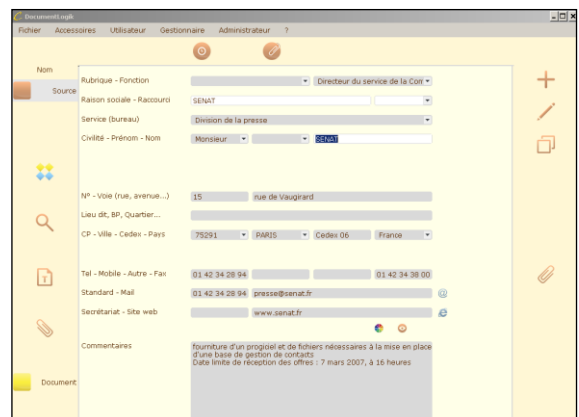 DocumentLogik
Fichier Accessoires Utilisateur Gestionnaire Administrateur ?
Nom
Source
Rubrique - Fonction Directeur du service de la Com
Raison sociale - Raccourci SENAT
Service (bureau) Division de la presse
Civilité - Prénom - Nom Monsieur SENAT
N° - Voie (rue, avenue...) 15 rue de Vaugirard
Lieu dit, BP, Quartier...
CP - Ville - Cedex - Pays 75291 PARIS Cedex 06 France
Tel - Mobile - Autre - Fax 01 42 34 28 94 01 42 34 38 00
Standard - Mail 01 42 34 28 94 presse@senat.fr @
Secrétariat - Site web www.senat.fr
Commentaires
fourniture d'un progiciel et de fichiers nécessaires à la mise en place
d'une base de gestion de contacts
Date limite de réception des offres : 7 mars 2007, à 16 heures
Document